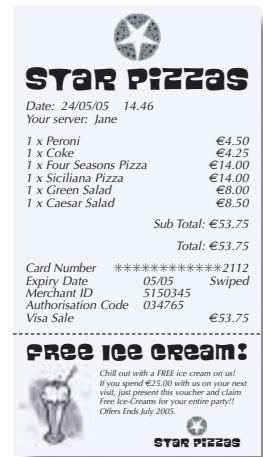 STAR PIZZAS
Date: 24/05/05 14.46
Your server: Jane
1 x Peroni €4.50
1 x Coke €4.25
1 x Four Seasons Pizza €14.00
1 x Siciliana Pizza €14.00
1 x Green Salad €8.00
1 x Caesar Salad €8.50
Sub Total: €53.75
Total: €53.75
Card Number ************2112
Expiry Date 05/05 Swiped
Merchant ID 5150345
Authorisation Code 034765
Visa Sale €53.75
FREE ICE CREAM!
Chill out with a FREE ice cream on us!
If you spend €25.00 with us on your next
visit, just present this voucher and claim
Free Ice-Creams for your entire party!!
Offers Ends July 2005.
STAR PIZZAS